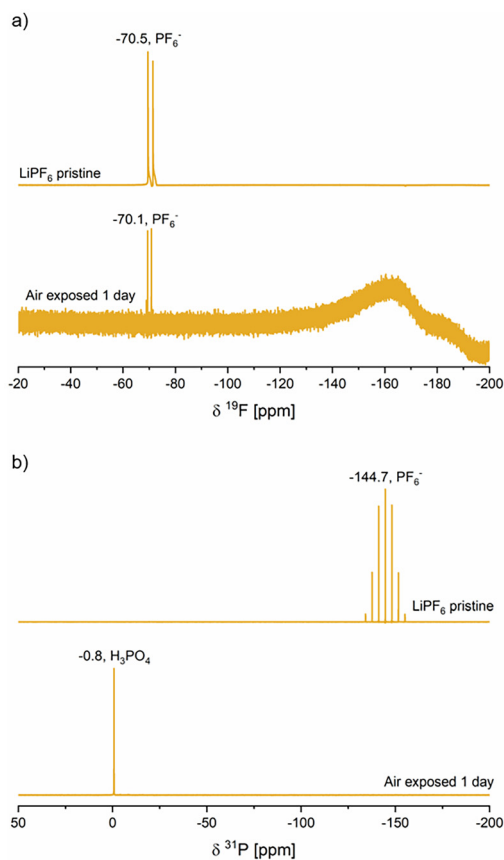 a)
-70.5, PF₆⁻
LiPF₆ pristine
-70.1, PF₆⁻
Air exposed 1 day
-20 -40 -60 -80 -100 -120 -140 -160 -180 -200
δ ¹⁹F [ppm]
b)
-144.7, PF₆⁻
LiPF₆ pristine
-0.8, H₃PO₄
Air exposed 1 day
50 0 -50 -100 -150 -200
δ ³¹P [ppm]